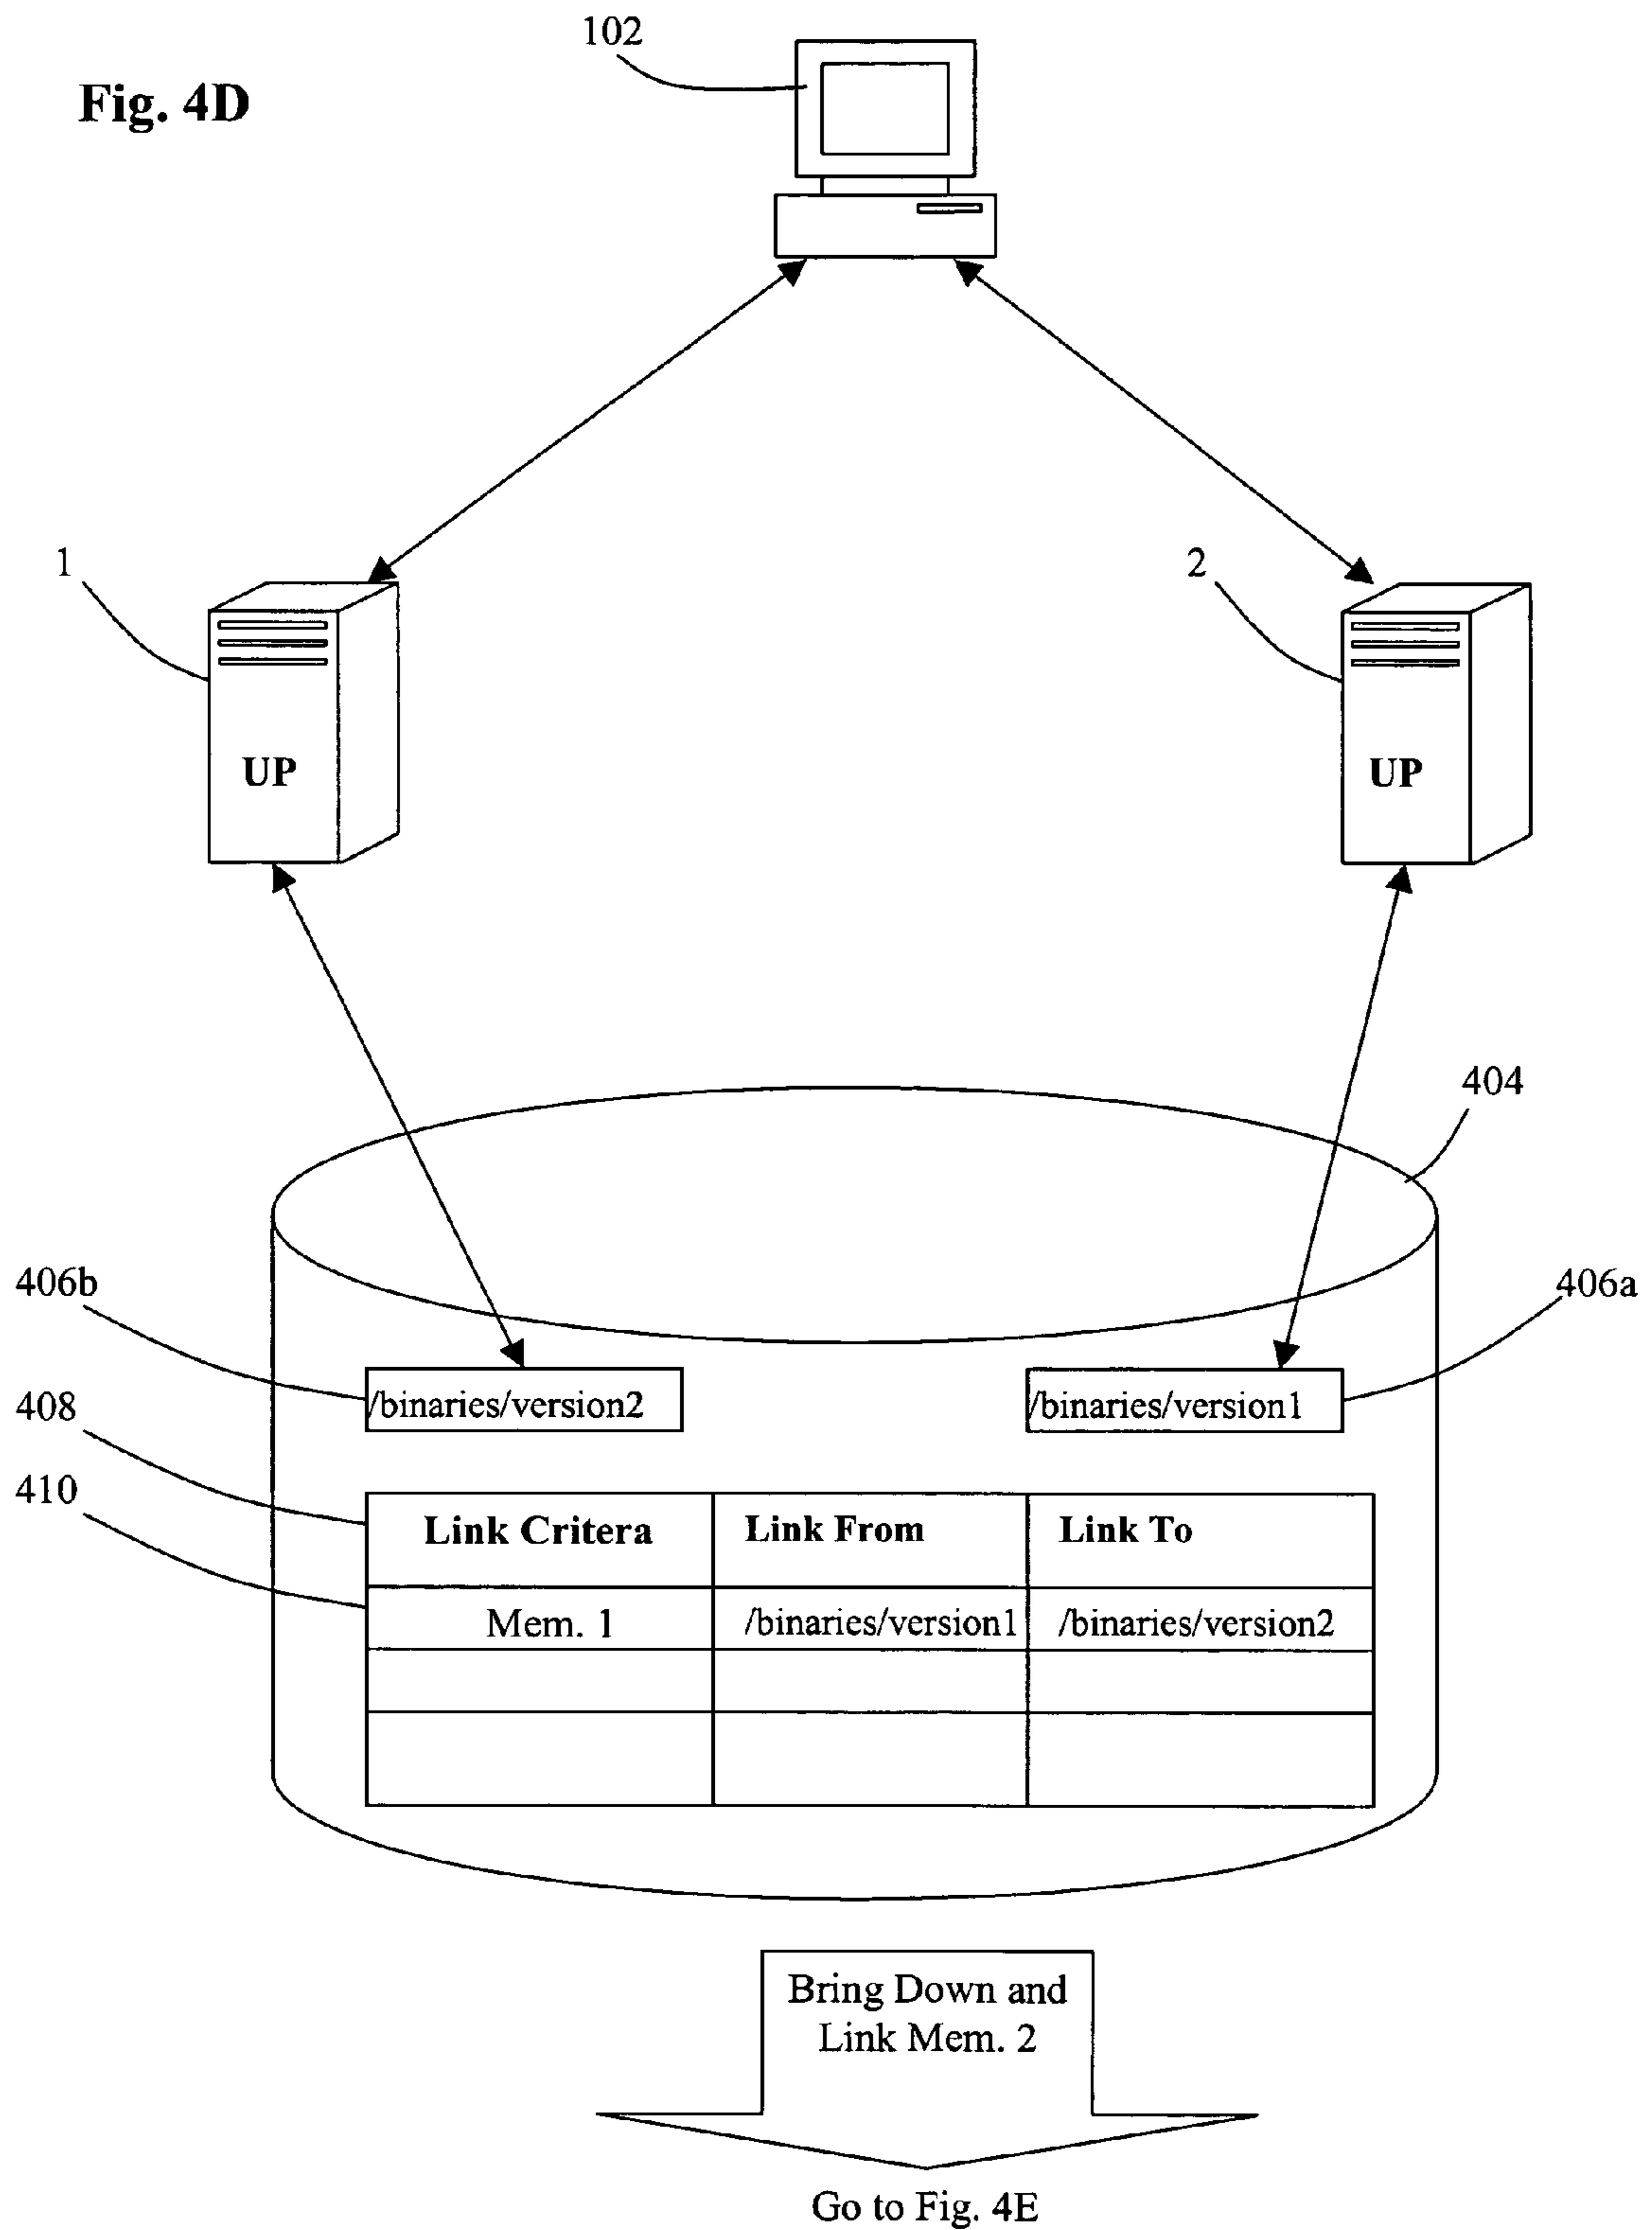 102
Fig. 4D
1
2
UP
UP
404
406b
406a
/binaries/version2
/binaries/version1
408
410
Link Critera
Link From
Link To
Mem. 1
/binaries/version1
/binaries/version2
Bring Down and
Link Mem. 2
Go to Fig. 4E